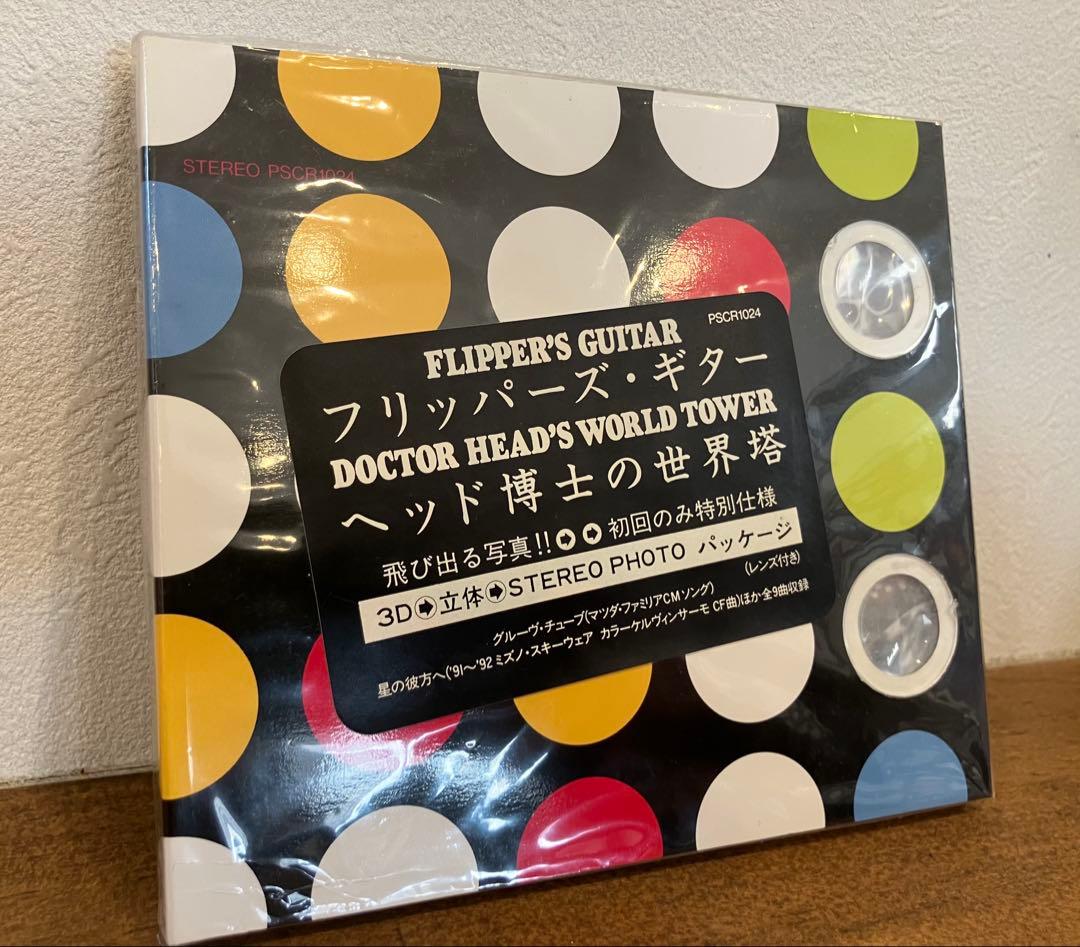 STEREO PSCR1024
PSCR1024
FLIPPER'S GUITAR
フリッパーズ・ギター
DOCTOR HEAD'S WORLD TOWER
ヘッド博士の世界塔
飛び出る写真!!➡➡初回のみ特別仕様
3D➡立体➡STEREO PHOTO パッケージ
(レンズ付き)
グルーヴ・チューブ(マツダ・ファミリアCMソング)
星の彼方へ('91〜'92 ミズノ・スキーウェア カラーケルヴィンサーモ CF曲)ほか全9曲収録